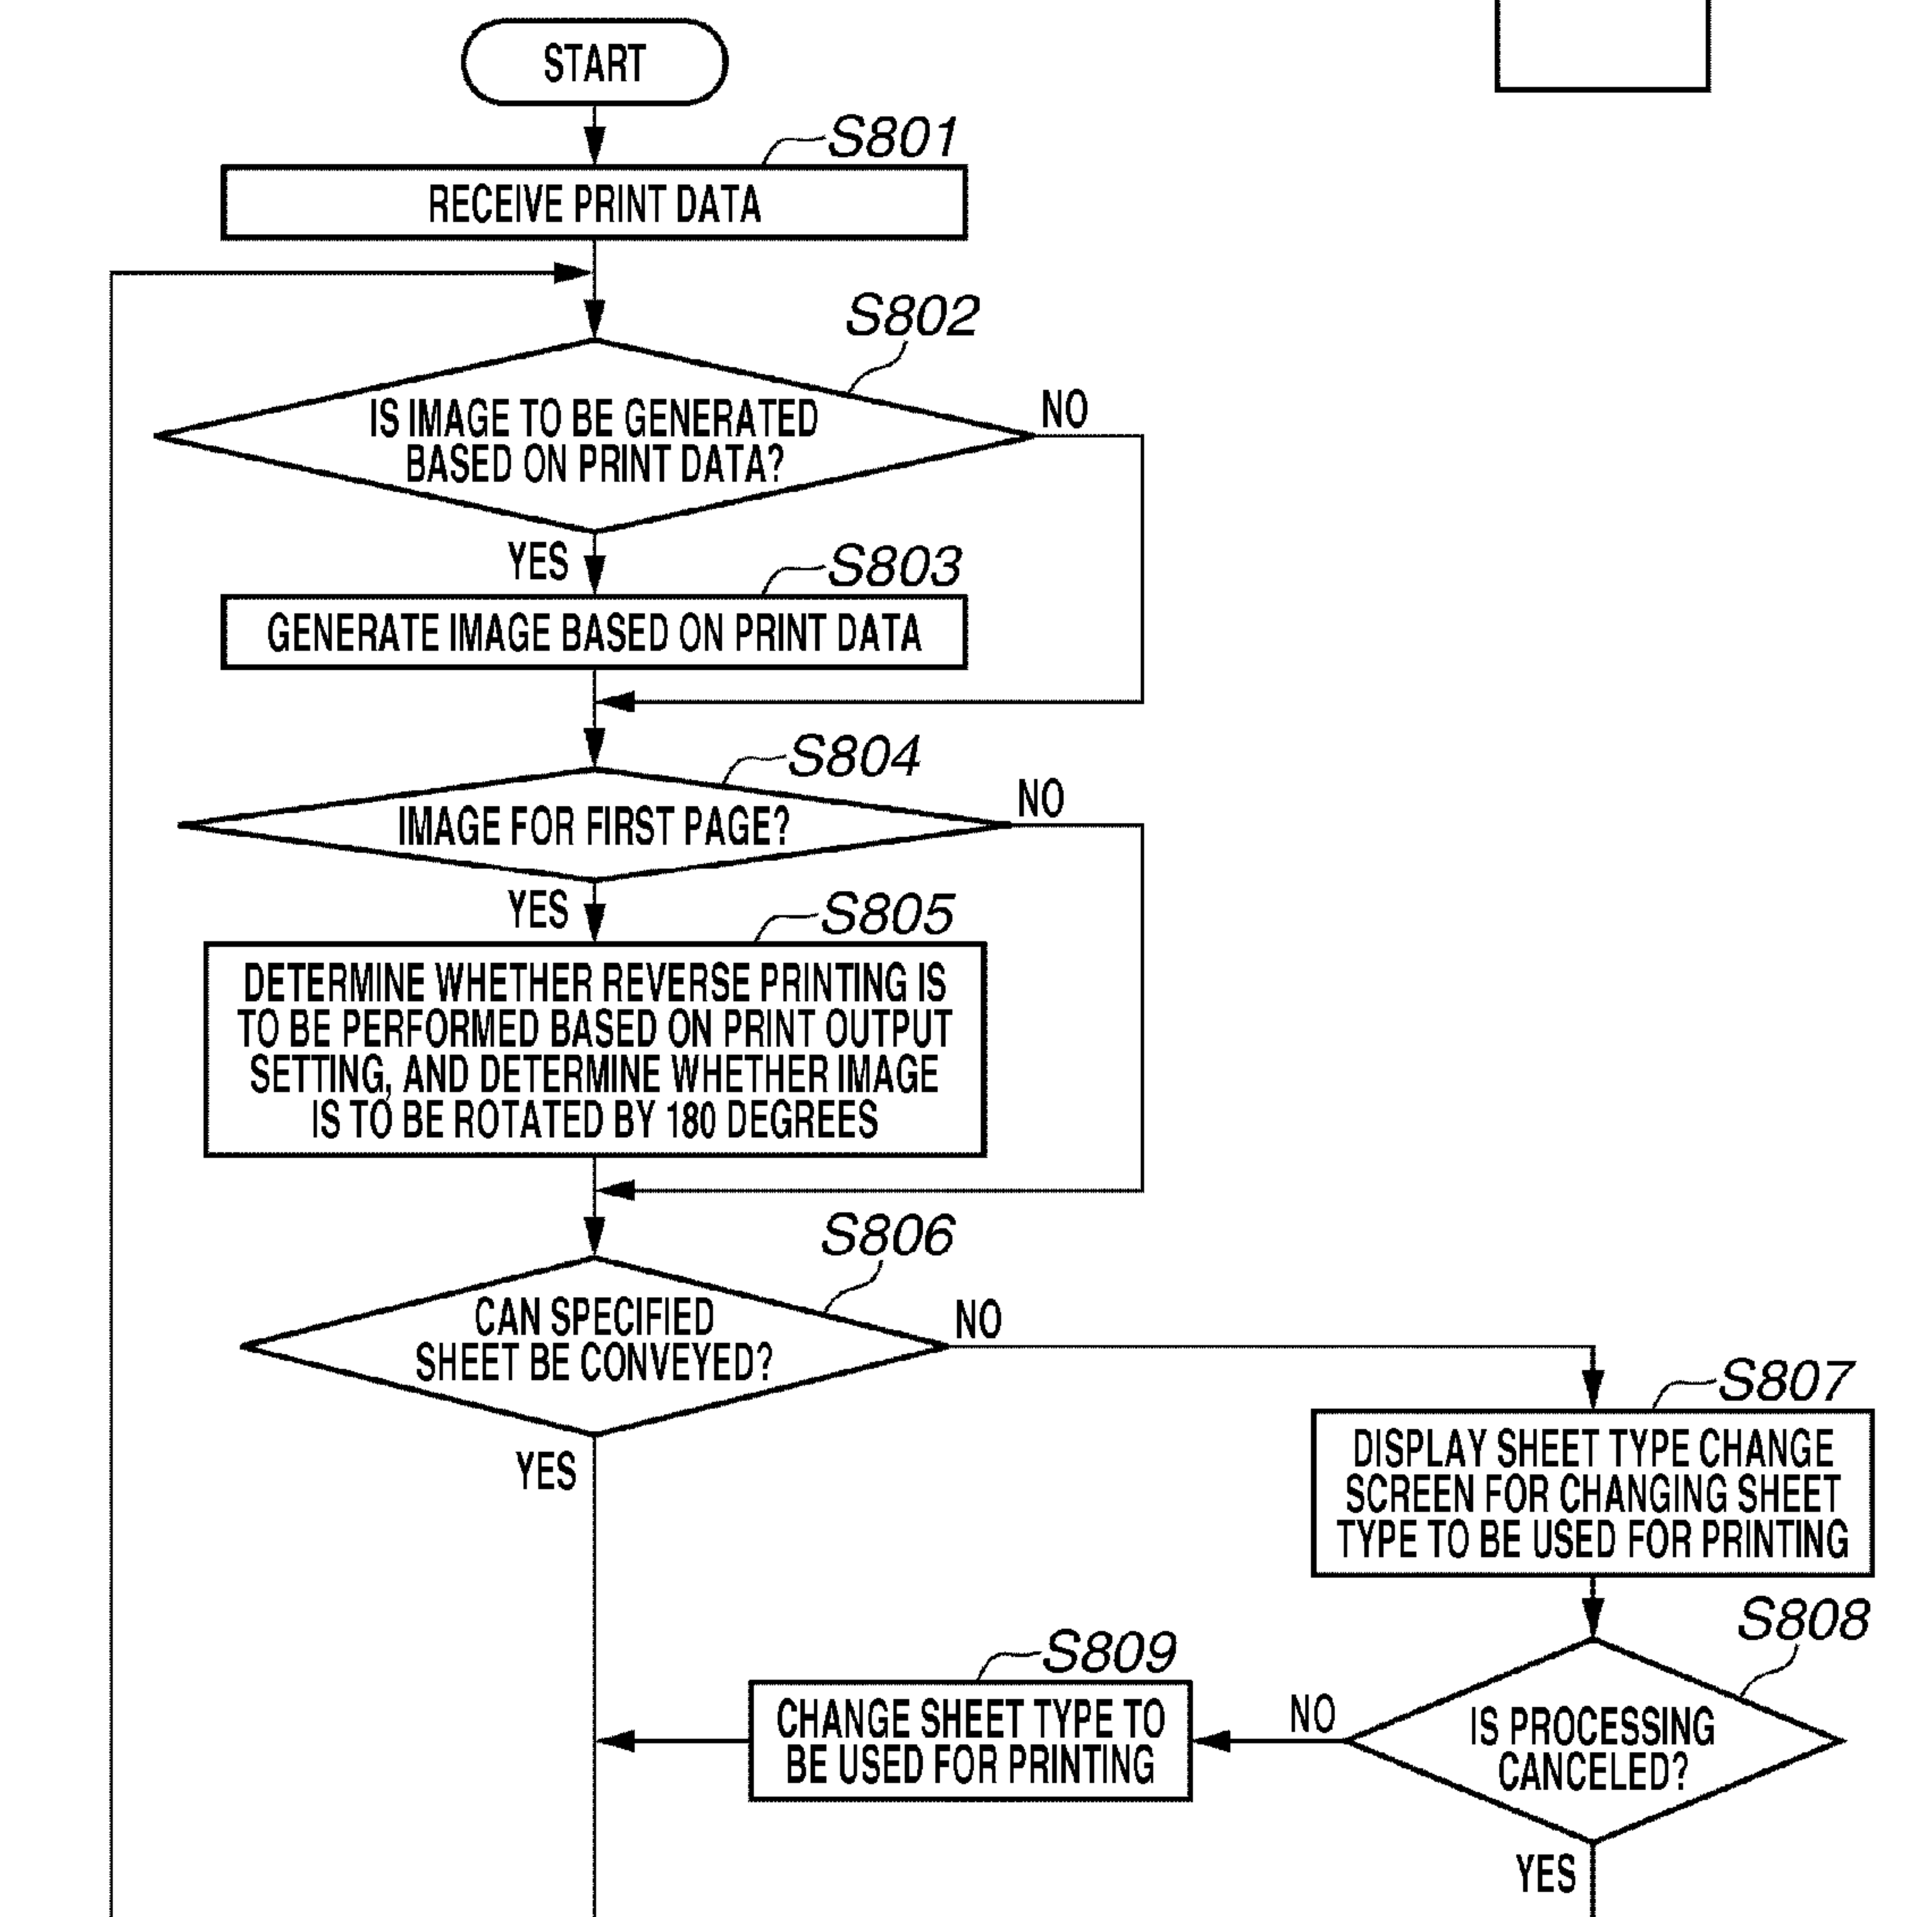 START
S801
RECEIVE PRINT DATA
S802
IS IMAGE TO BE GENERATED
BASED ON PRINT DATA?
NO
YES
S803
GENERATE IMAGE BASED ON PRINT DATA
S804
IMAGE FOR FIRST PAGE?
NO
YES
S805
DETERMINE WHETHER REVERSE PRINTING IS
TO BE PERFORMED BASED ON PRINT OUTPUT
SETTING, AND DETERMINE WHETHER IMAGE
IS TO BE ROTATED BY 180 DEGREES
S806
CAN SPECIFIED
SHEET BE CONVEYED?
NO
YES
S807
DISPLAY SHEET TYPE CHANGE
SCREEN FOR CHANGING SHEET
TYPE TO BE USED FOR PRINTING
S808
IS PROCESSING
CANCELED?
NO
S809
CHANGE SHEET TYPE TO
BE USED FOR PRINTING
YES